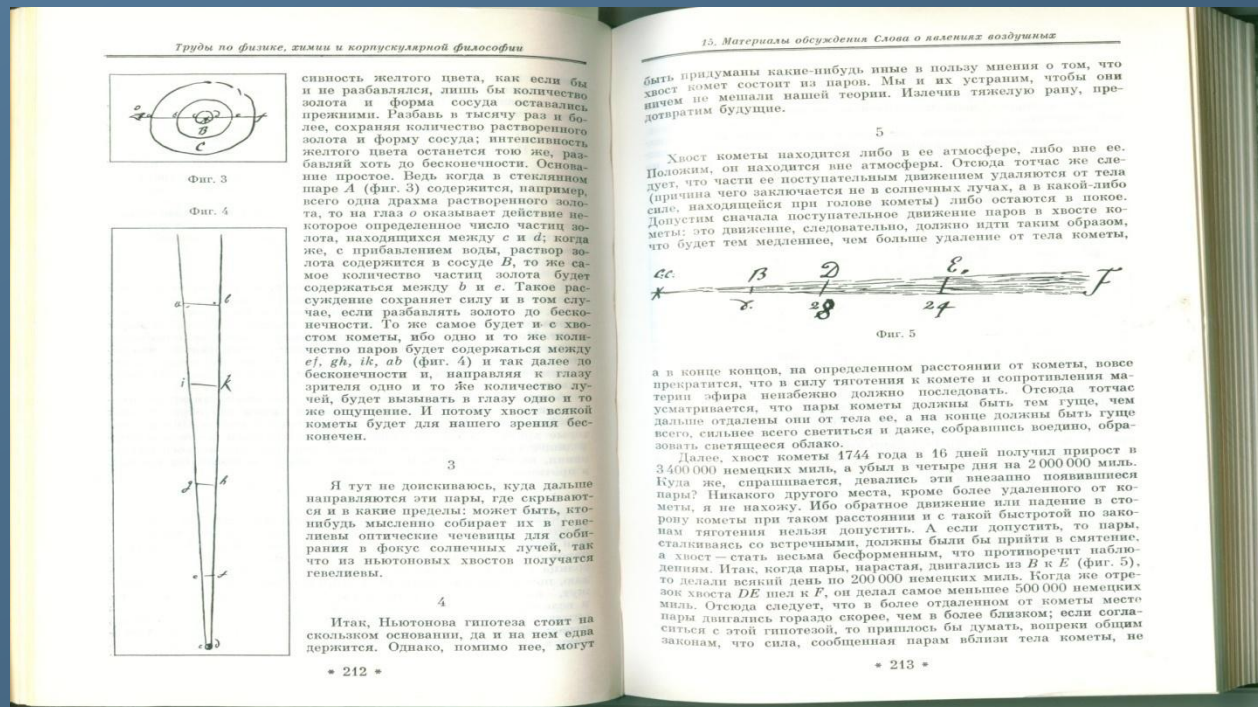 Труды по физике, химии и корпускулярной философии
Фиг. 3
Фиг. 4
сивность желтого цвета, как если бы
и не разбавлялся, лишь бы количество
золота и форма сосуда оставались
прежними. Разбавь в тысячу раз и бо-
лее, сохраняя количество растворенного
золота и форму сосуда; интенсивность
желтого цвета останется тою же, раз-
бавляй хоть до бесконечности. Основа-
ние простое. Ведь когда в стеклянном
шаре A (фиг. 3) содержится, например,
всего одна драхма растворенного золо-
та, то на глаз o оказывает действие не-
которое определенное число частиц зо-
лота, находящихся между c и d; когда
же, с прибавлением воды, раствор зо-
лота содержится в сосуде B, то же са-
мое количество частиц золота будет
содержаться между b и e. Такое рас-
суждение сохраняет силу и в том слу-
чае, если разбавлять золото до беско-
нечности. То же самое будет и с хво-
стом кометы, ибо одно и то же коли-
чество паров будет содержаться между
ef, gh, ik, ab (фиг. 4) и так далее до
бесконечности и, направляя к глазу
зрителя одно и то же количество лу-
чей, будет вызывать в глазу одно и то
же ощущение. И потому хвост всякой
кометы будет для нашего зрения бес-
конечен.
3
Я тут не доискиваюсь, куда дальше
направляются эти пары, где скрывают-
ся и в какие пределы: может быть, кто-
нибудь мысленно собирает их в геве-
лиевы оптические чечевицы для соби-
рания в фокус солнечных лучей, так
что из ньютоновых хвостов получатся
гевелиевы.
4
Итак, Ньютонова гипотеза стоит на
скользком основании, да и на нем едва
держится. Однако, помимо нее, могут
* 212 *
15. Материалы обсуждения Слова о явлениях воздушных
быть придуманы какие-нибудь иные в пользу мнения о том, что
хвост комет состоит из паров. Мы и их устраним, чтобы они
ничем не мешали нашей теории. Излечив тяжелую рану, пре-
дотвратим будущие.
5
Хвост кометы находится либо в ее атмосфере, либо вне ее.
Положим, он находится вне атмосферы. Отсюда тотчас же сле-
дует, что части ее поступательным движением удаляются от тела
(причина чего заключается не в солнечных лучах, а в какой-либо
силе, находящейся при голове кометы) либо остаются в покое.
Допустим сначала поступательное движение паров в хвосте ко-
меты: это движение, следовательно, должно идти таким образом,
что будет тем медленнее, чем больше удаление от тела кометы,
B D E. F
28 24
Фиг. 5
а в конце концов, на определенном расстоянии от кометы, вовсе
прекратится, что в силу тяготения к комете и сопротивления ма-
терии эфира неизбежно должно последовать. Отсюда тотчас
усматривается, что пары кометы должны быть тем гуще, чем
дальше отдалены они от тела ее, а на конце должны быть гуще
всего, сильнее всего светиться и даже, собравшись воедино, обра-
зовать светящееся облако.
Далее, хвост кометы 1744 года в 16 дней получил прирост в
3 400 000 немецких миль, а убыл в четыре дня на 2 000 000 миль.
Куда же, спрашивается, девались эти внезапно появившиеся
пары? Никакого другого места, кроме более удаленного от ко-
меты, я не нахожу. Ибо обратное движение или падение в сто-
рону кометы при таком расстоянии и с такой быстротой по зако-
нам тяготения нельзя допустить. А если допустить, то пары,
сталкиваясь со встречными, должны были бы прийти в смятение,
а хвост — стать весьма бесформенным, что противоречит наблю-
дениям. Итак, когда пары, нарастая, двигались из B к E (фиг. 5),
то делали всякий день по 200 000 немецких миль. Когда же отре-
зок хвоста DE шел к F, он делал самое меньшее 500 000 немецких
миль. Отсюда следует, что в более отдаленном от кометы месте
пары двигались гораздо скорее, чем в более близком; если согла-
ситься с этой гипотезой, то пришлось бы думать, вопреки общим
законам, что сила, сообщенная парам вблизи тела кометы, не
* 213 *